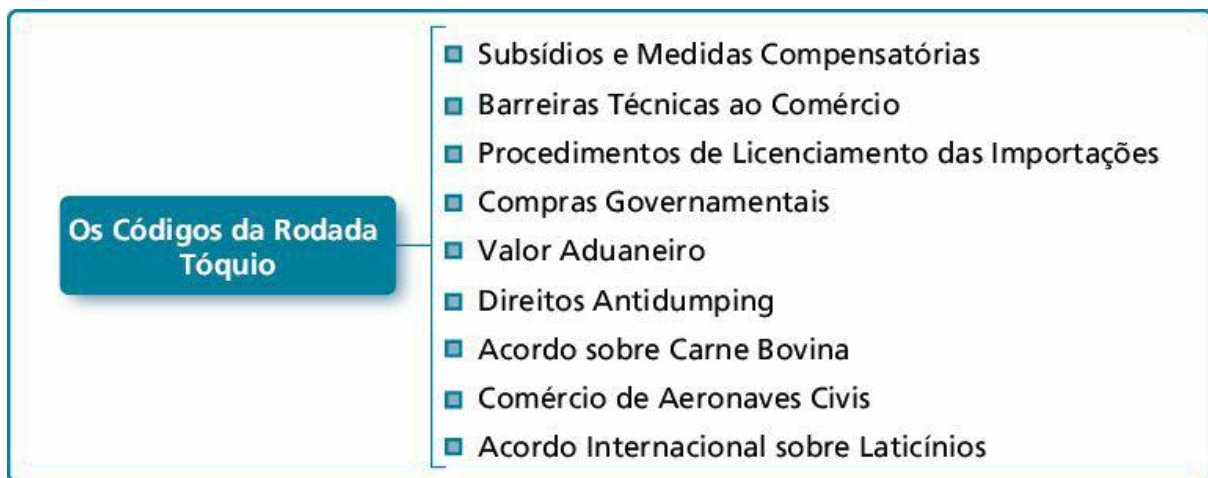 Os Códigos da Rodada
Tóquio
Subsídios e Medidas Compensatórias
Barreiras Técnicas ao Comércio
Procedimentos de Licenciamento das Importações
Compras Governamentais
Valor Aduaneiro
Direitos Antidumping
Acordo sobre Carne Bovina
Comércio de Aeronaves Civis
Acordo Internacional sobre Laticínios